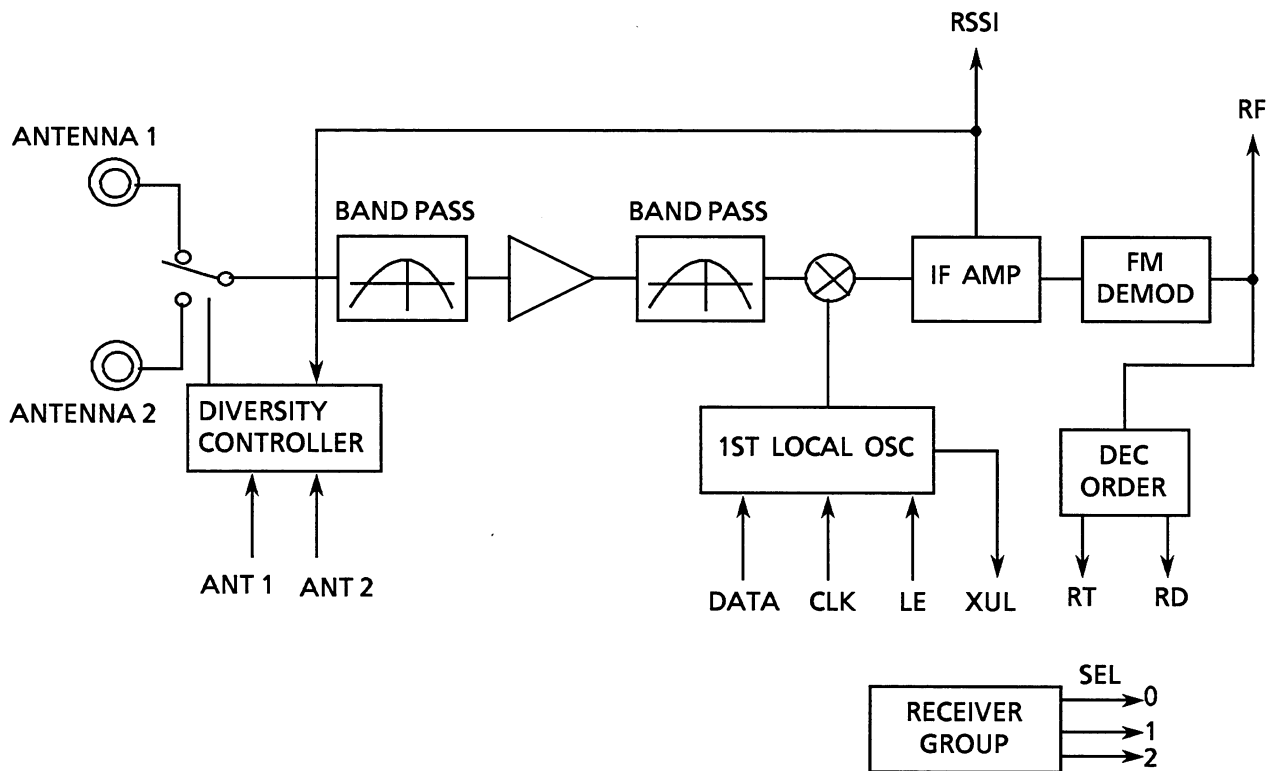 RSSI
RF
ANTENNA 1
BAND PASS
BAND PASS
IF AMP
FM
DEMOD
ANTENNA 2
DIVERSITY
CONTROLLER
1ST LOCAL OSC
DEC
ORDER
ANT 1
ANT 2
DATA
CLK
LE
XUL
RT
RD
SEL
0
RECEIVER
GROUP
1
2